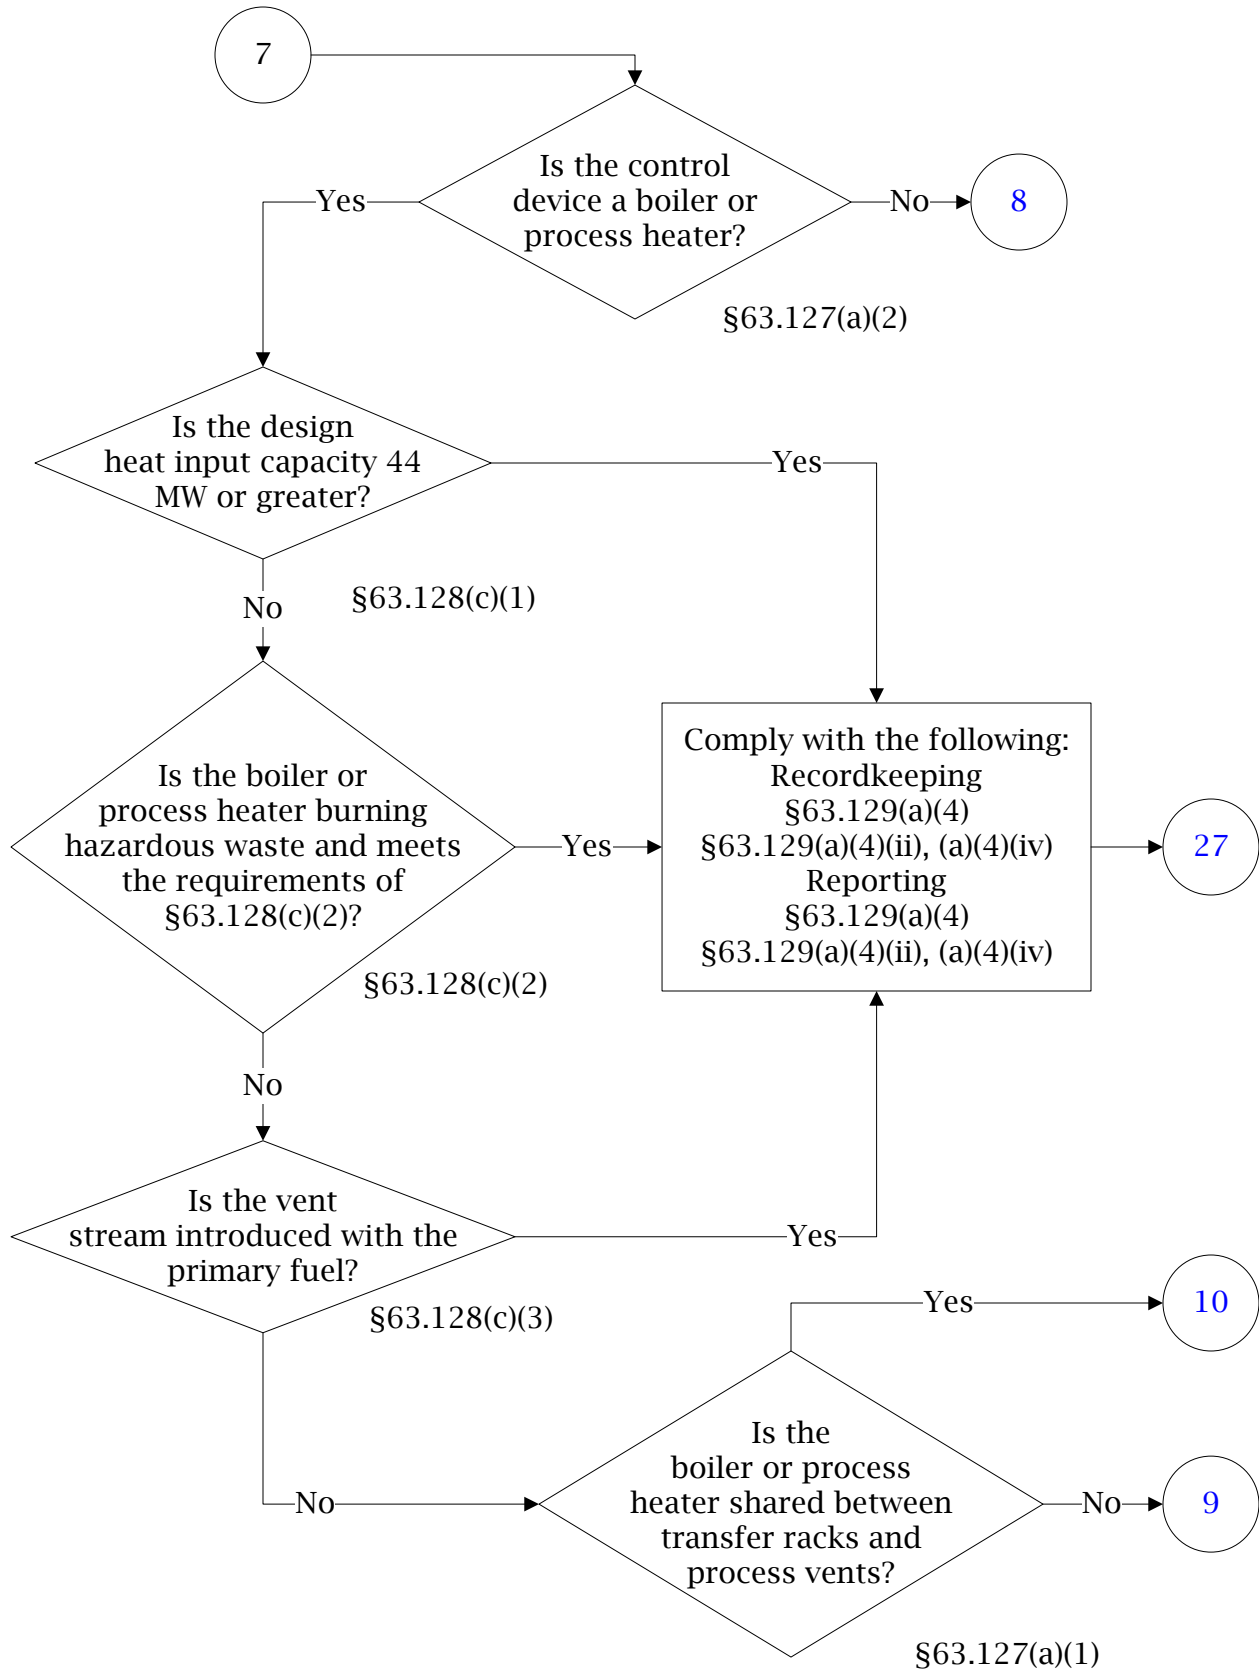 7
Is the control
device a boiler or
process heater?
Yes
No
8
§63.127(a)(2)
Is the design
heat input capacity 44
MW or greater?
Yes
§63.128(c)(1)
No
Is the boiler or
process heater burning
hazardous waste and meets
the requirements of
§63.128(c)(2)?
Yes
§63.128(c)(2)
Comply with the following:
Recordkeeping
§63.129(a)(4)
§63.129(a)(4)(ii), (a)(4)(iv)
Reporting
§63.129(a)(4)
§63.129(a)(4)(ii), (a)(4)(iv)
27
No
Is the vent
stream introduced with the
primary fuel?
Yes
§63.128(c)(3)
No
Is the
boiler or process
heater shared between
transfer racks and
process vents?
Yes
10
No
9
§63.127(a)(1)